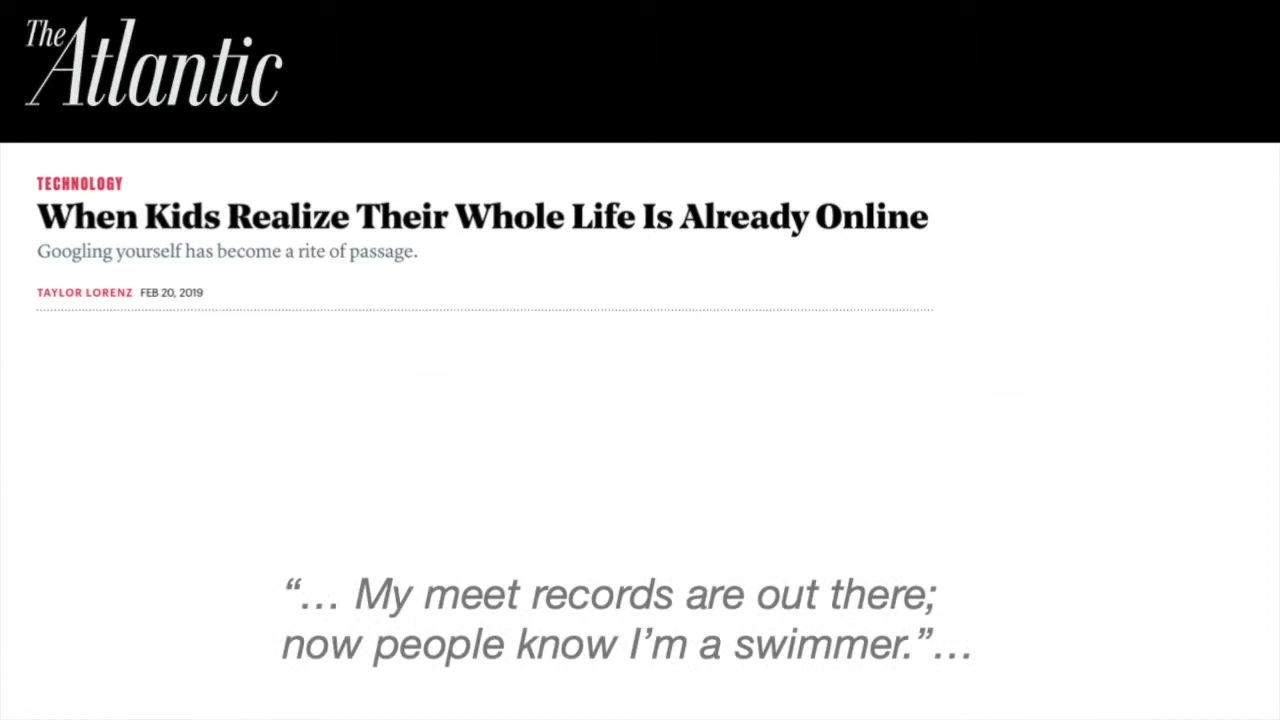 The Atlantic
TECHNOLOGY
When Kids Realize Their Whole Life Is Already Online
Googling yourself has become a rite of passage.
TAYLOR LORENZ FEB 20, 2019
“… My meet records are out there;
now people know I’m a swimmer.”…